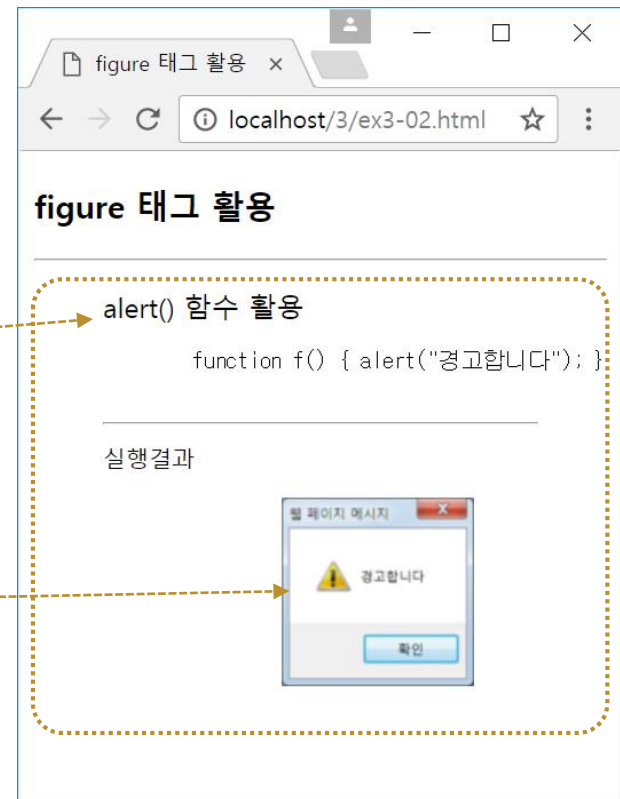 figure 태그 활용
localhost/3/ex3-02.html
figure 태그 활용
alert() 함수 활용
function f() { alert("경고합니다"); }
실행결과
웹 페이지 메시지
경고합니다
확인